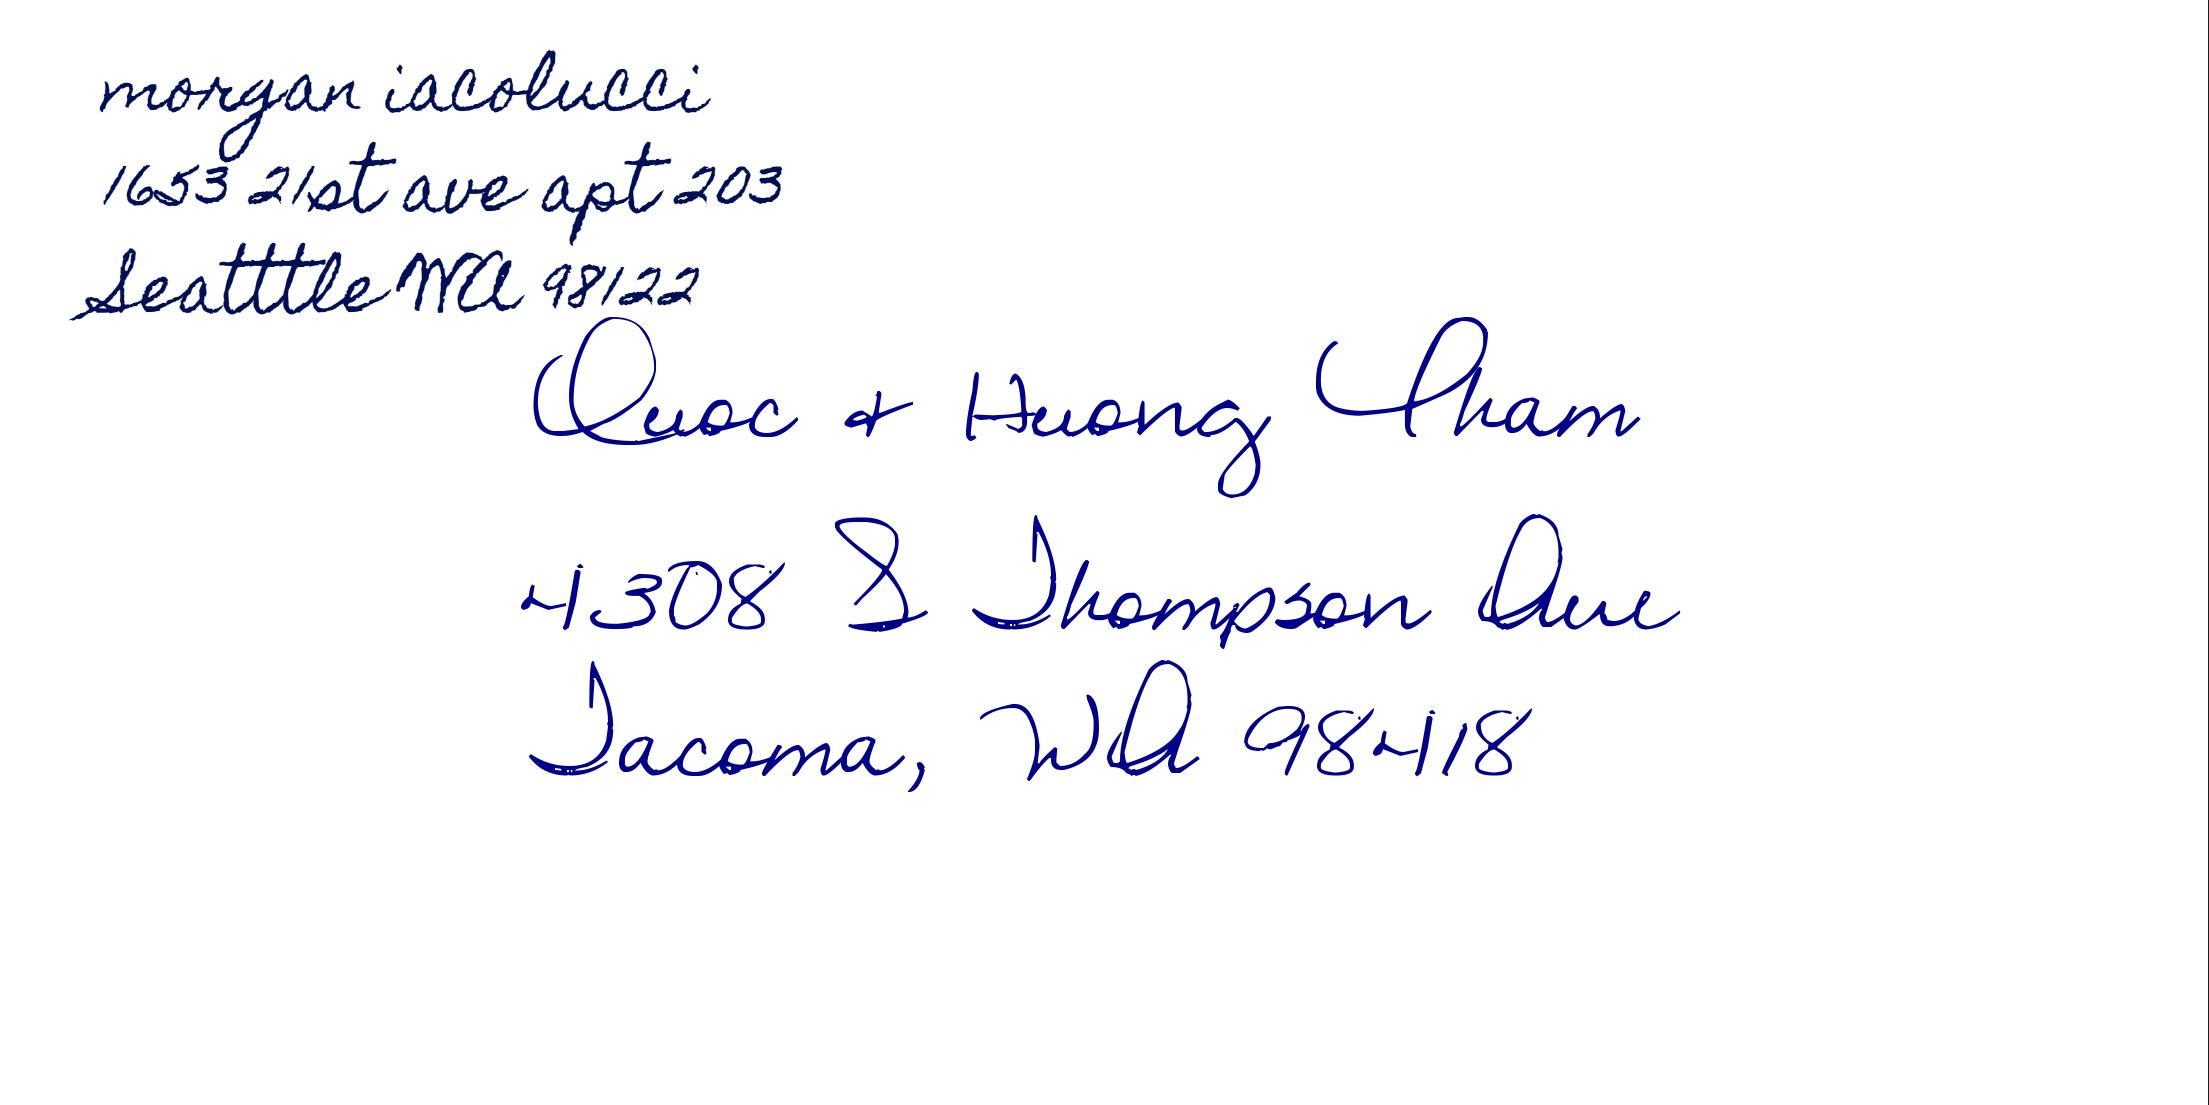 morgan iacolucci
1653 21st ave apt 203
Seatttle WA 98122
Quoc & Huong Pham
4308 S Thompson Ave
Tacoma, WA 98418